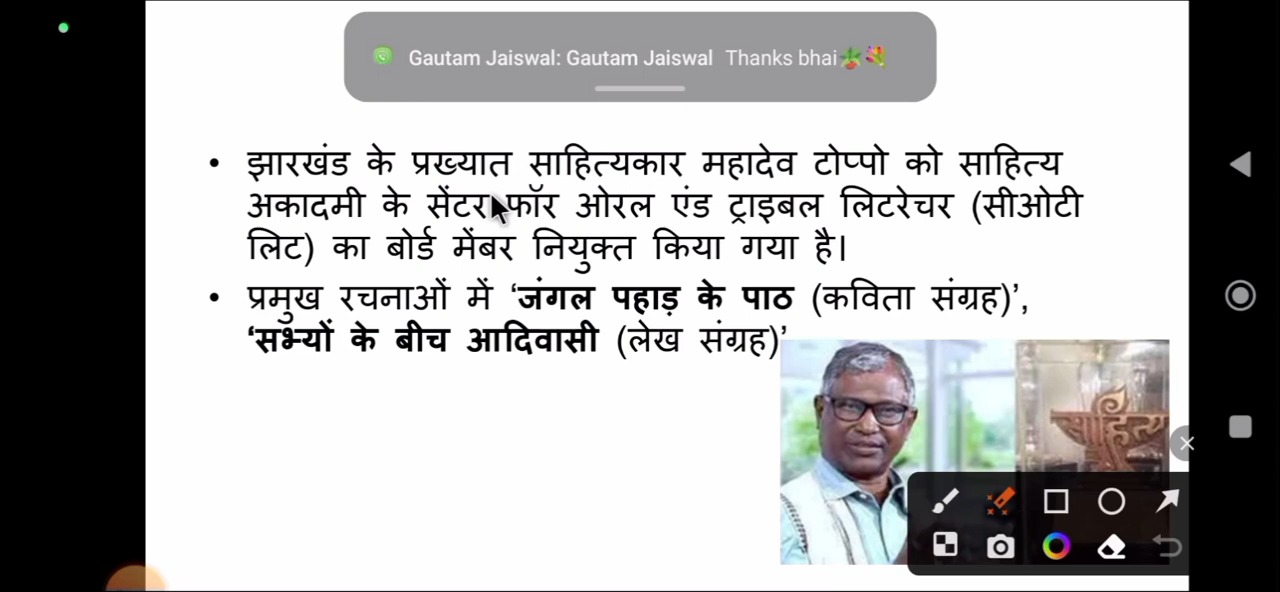 Gautam Jaiswal: Gautam Jaiswal Thanks bhai🪴💐
• झारखंड के प्रख्यात साहित्यकार महादेव टोप्पो को साहित्य
अकादमी के सेंटर फॉर ओरल एंड ट्राइबल लिटरेचर (सीओटी
लिट) का बोर्ड मेंबर नियुक्त किया गया है।
• प्रमुख रचनाओं में ‘जंगल पहाड़ के पाठ (कविता संग्रह)’,
‘सभ्यों के बीच आदिवासी (लेख संग्रह)’
साहित्य